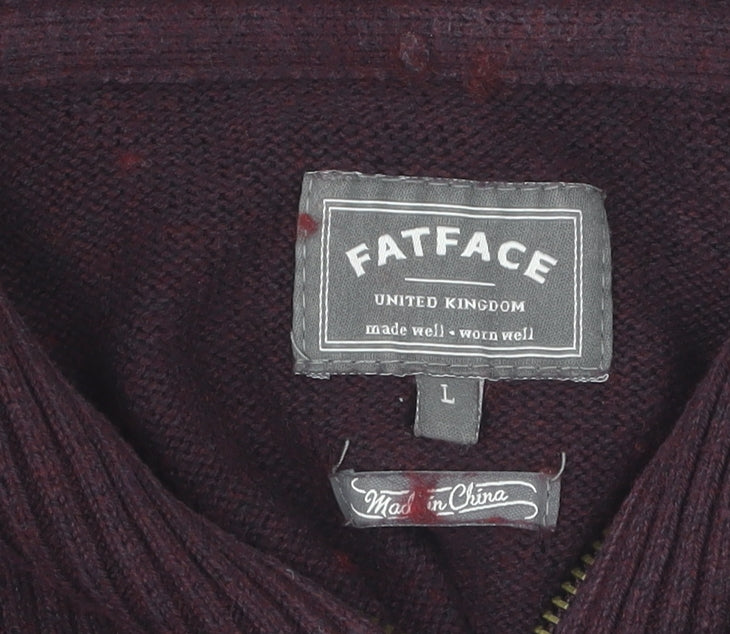 FATFACE
UNITED KINGDOM
made well • worn well
L
Made in China